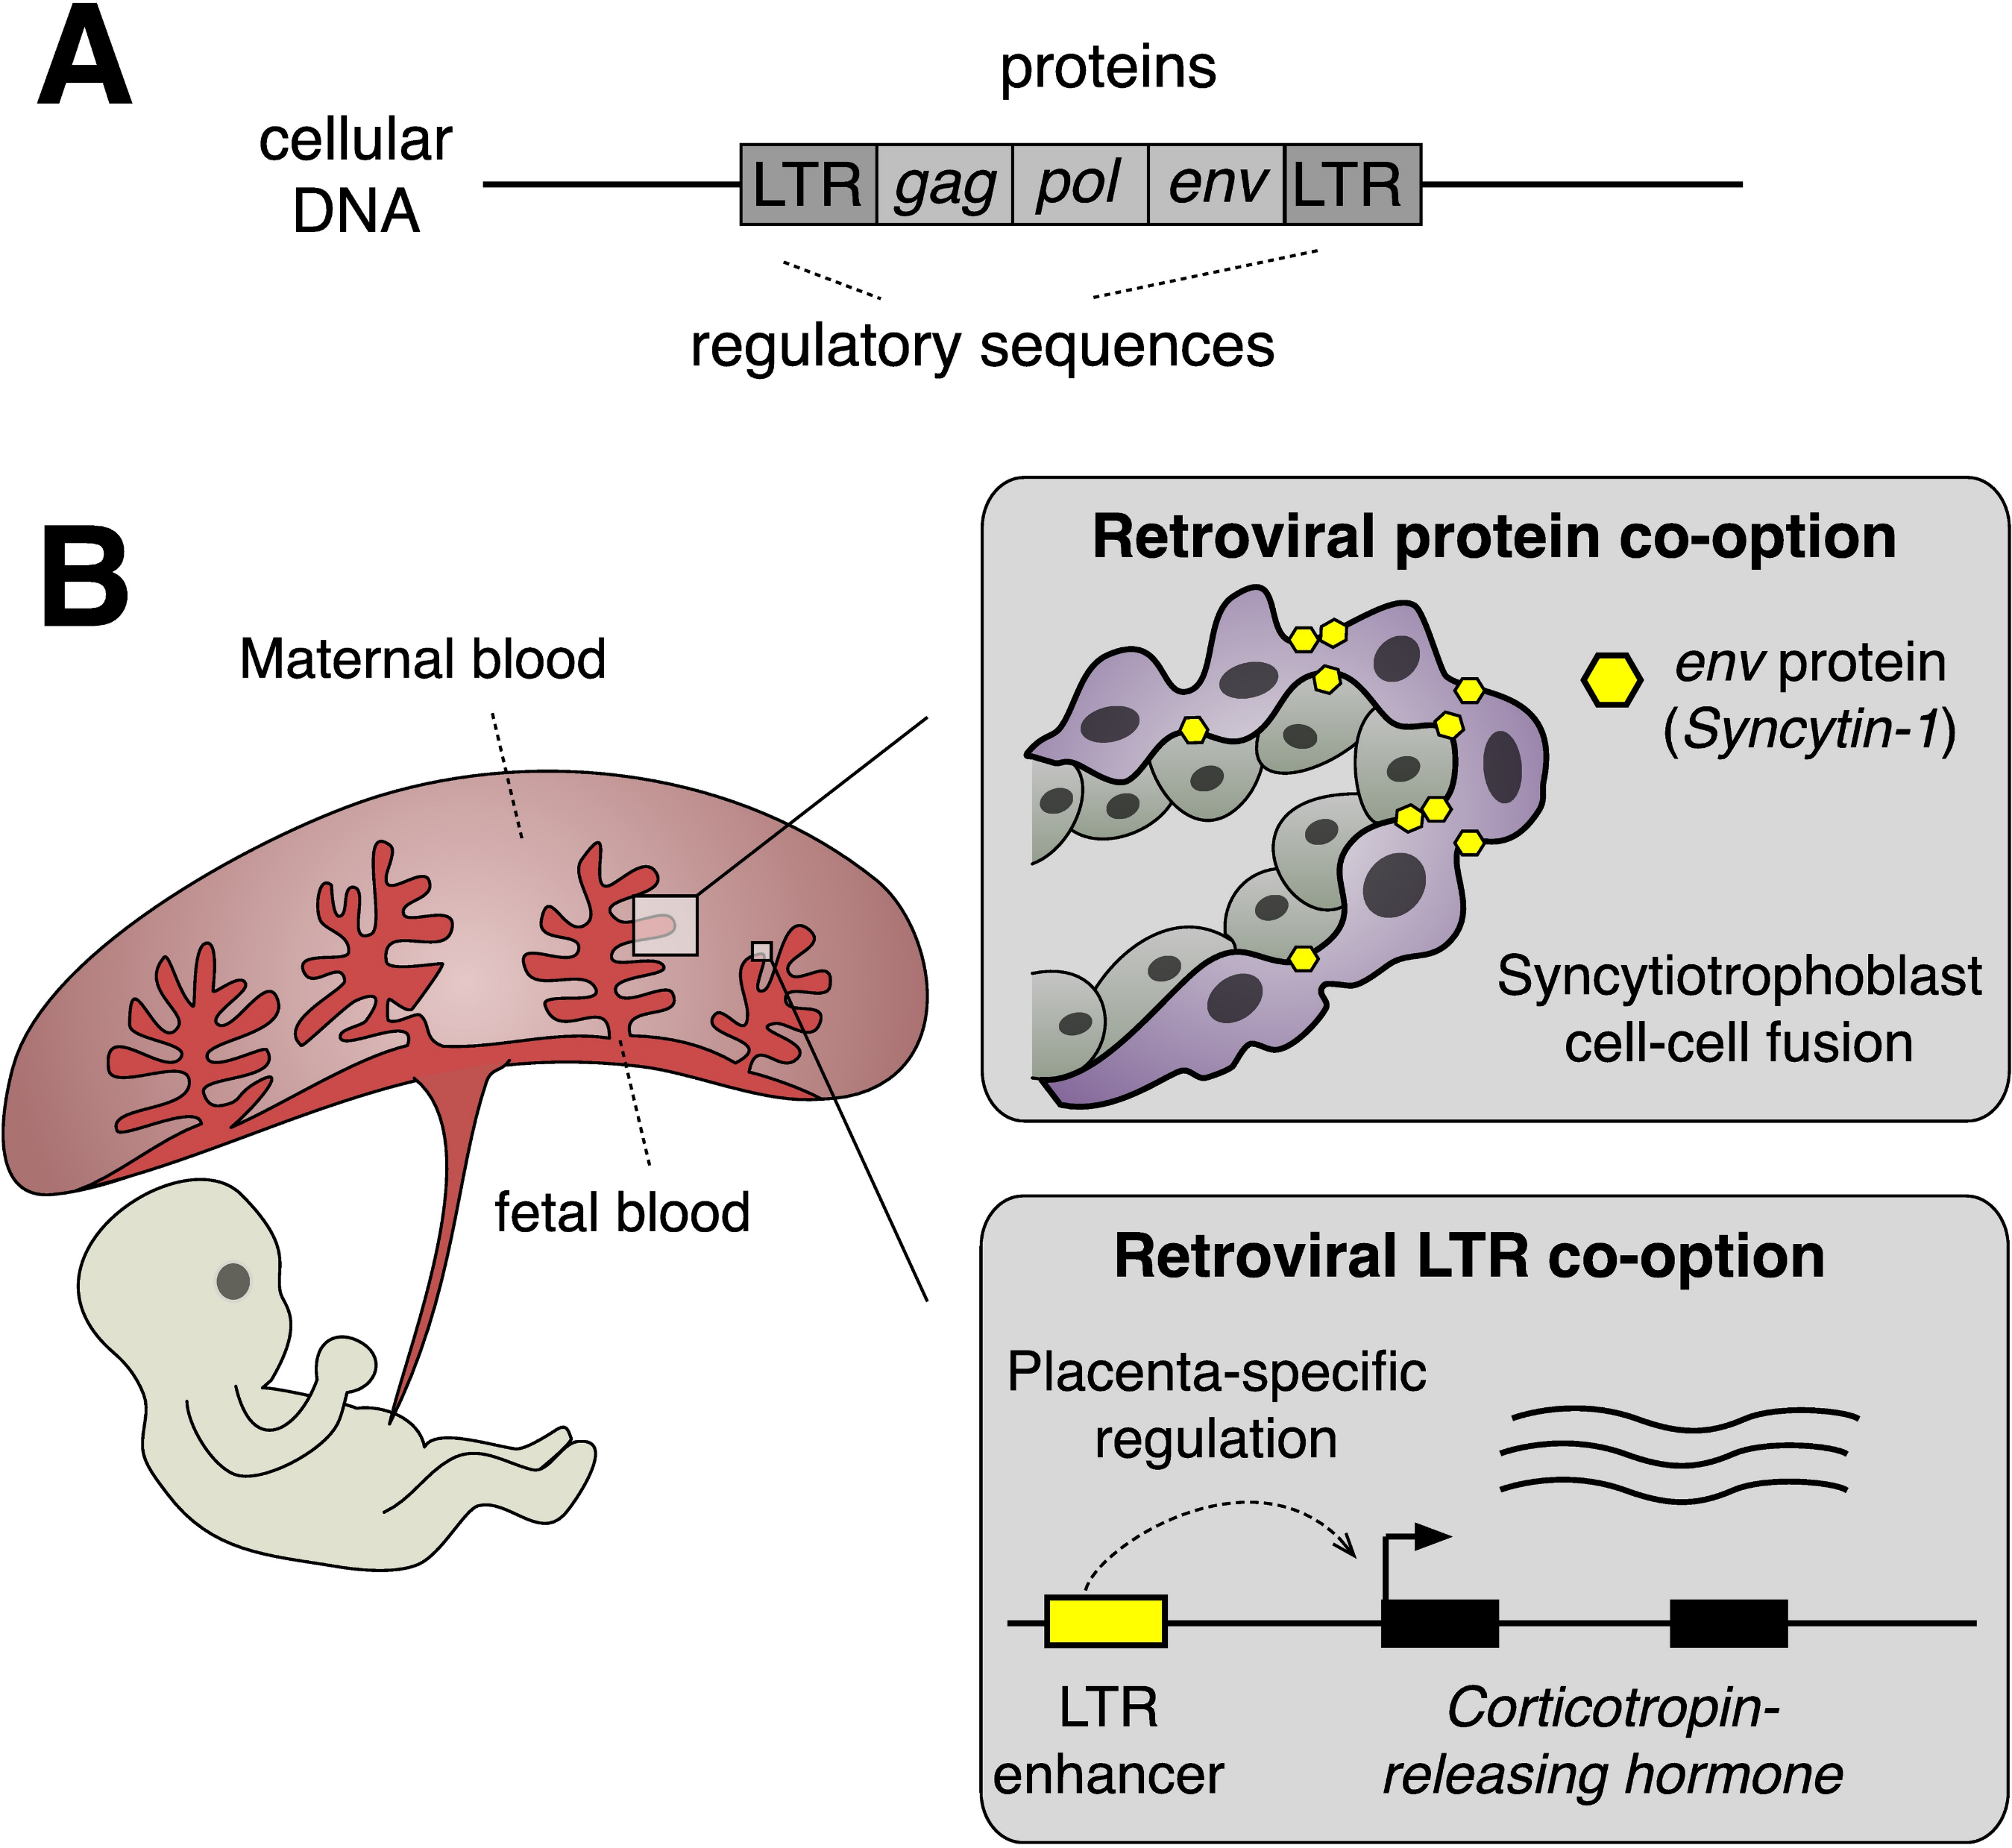 A
proteins
cellular
DNA
LTR gag pol env LTR
regulatory sequences
B
Maternal blood
fetal blood
Retroviral protein co-option
env protein
(Syncytin-1)
Syncytiotrophoblast
cell-cell fusion
Retroviral LTR co-option
Placenta-specific
regulation
LTR
enhancer
Corticotropin-
releasing hormone